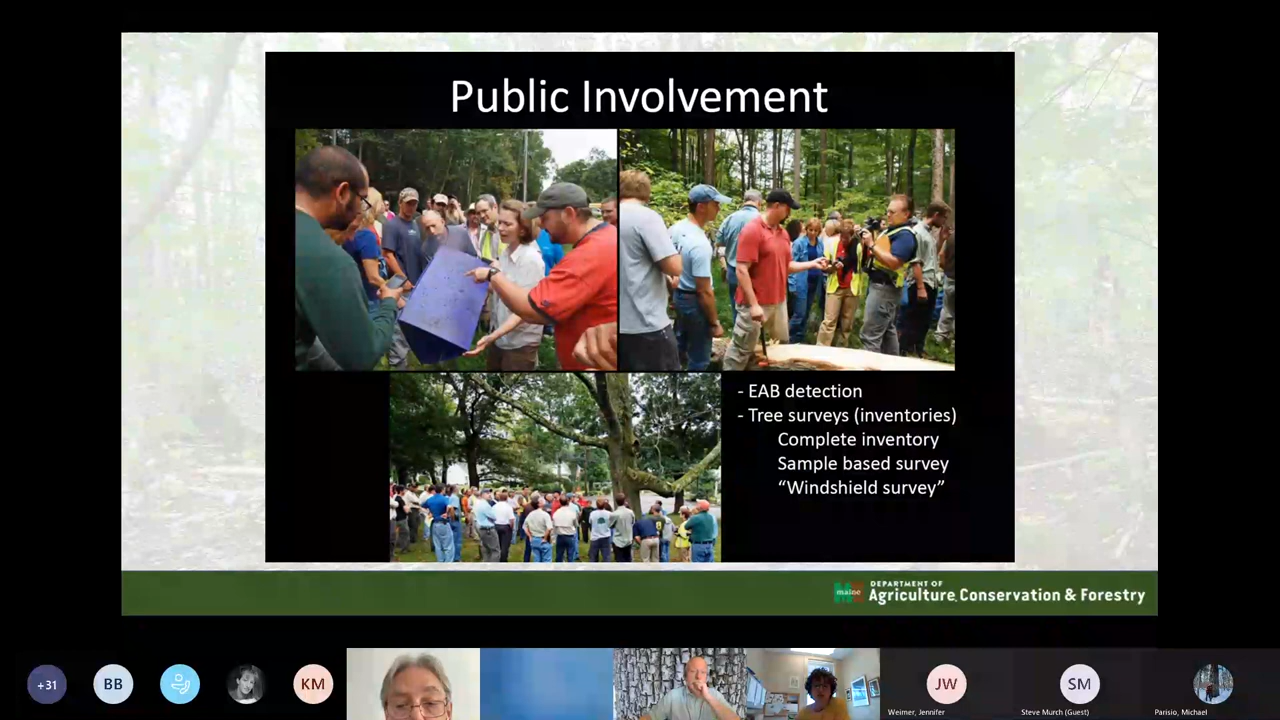 Public Involvement
- EAB detection
- Tree surveys (inventories)
Complete inventory
Sample based survey
“Windshield survey”
maine
DEPARTMENT OF
Agriculture Conservation & Forestry
+31
BB
KM
JW
SM
Weimer, Jennifer
Steve Murch (Guest)
Parisio, Michael